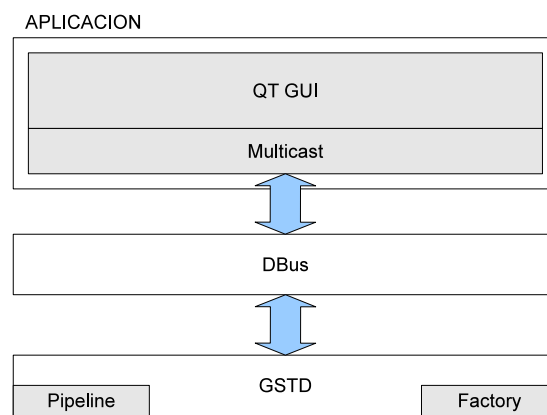 APLICACION
QT GUI
Multicast
DBus
GSTD
Pipeline
Factory